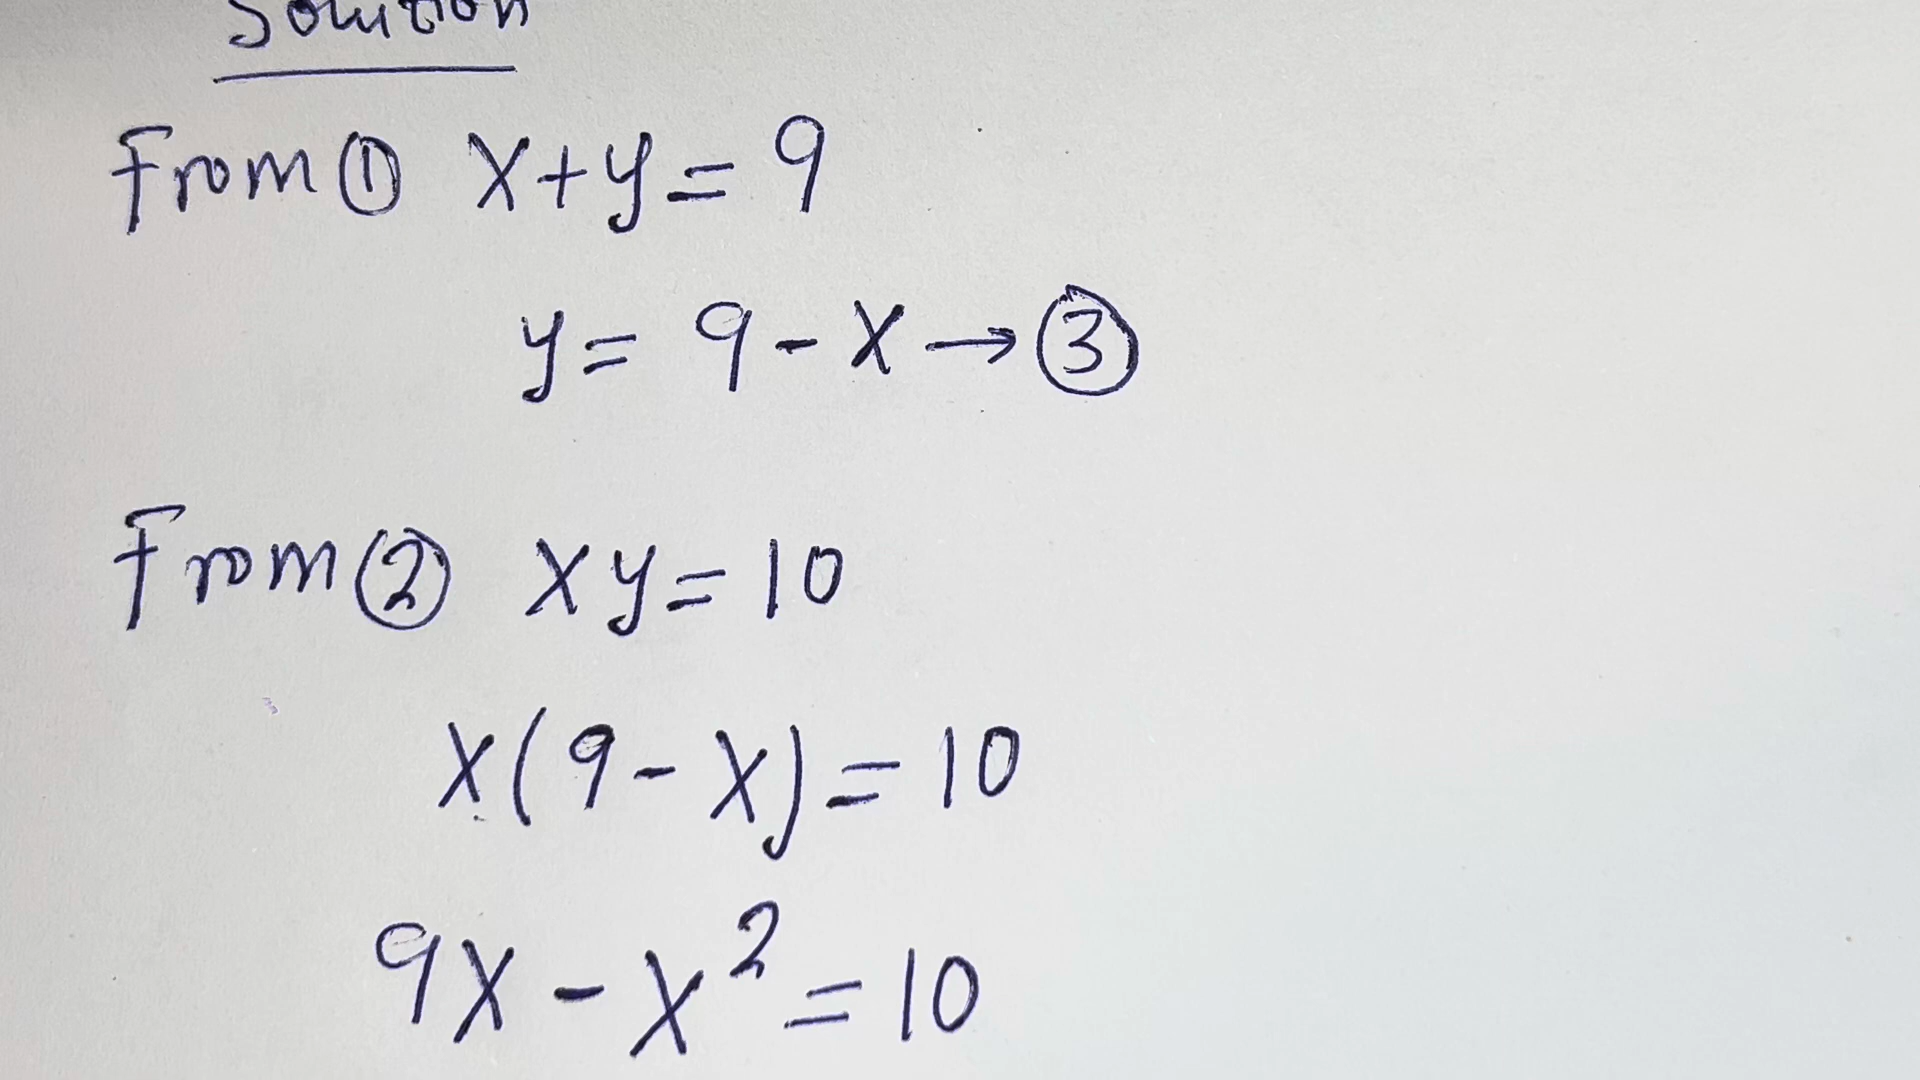 Solution
From ① x+y=9
y=9-x→③
From ② xy=10
x(9-x)=10
9x-x²=10